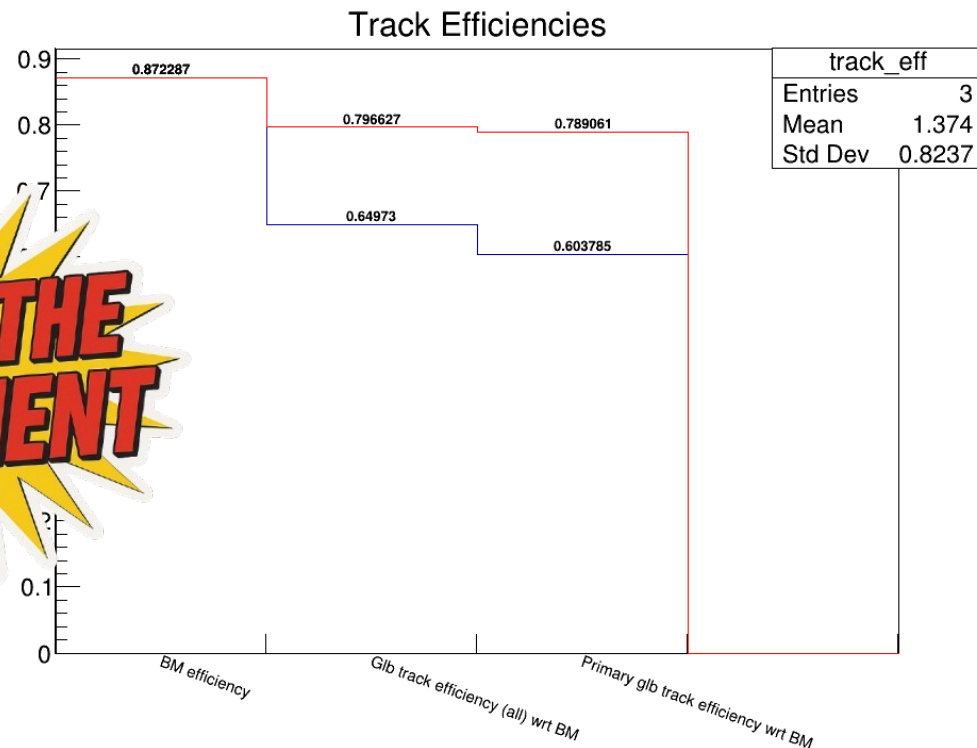 Track Efficiencies
track_eff
Entries 3
Mean 1.374
Std Dev 0.8237
0.9
0.872287
0.8
0.796627
0.789061
0.64973
0.603785
THE
0.1
0
BM efficiency
Glb track efficiency (all) wrt BM
Primary glb track efficiency wrt BM